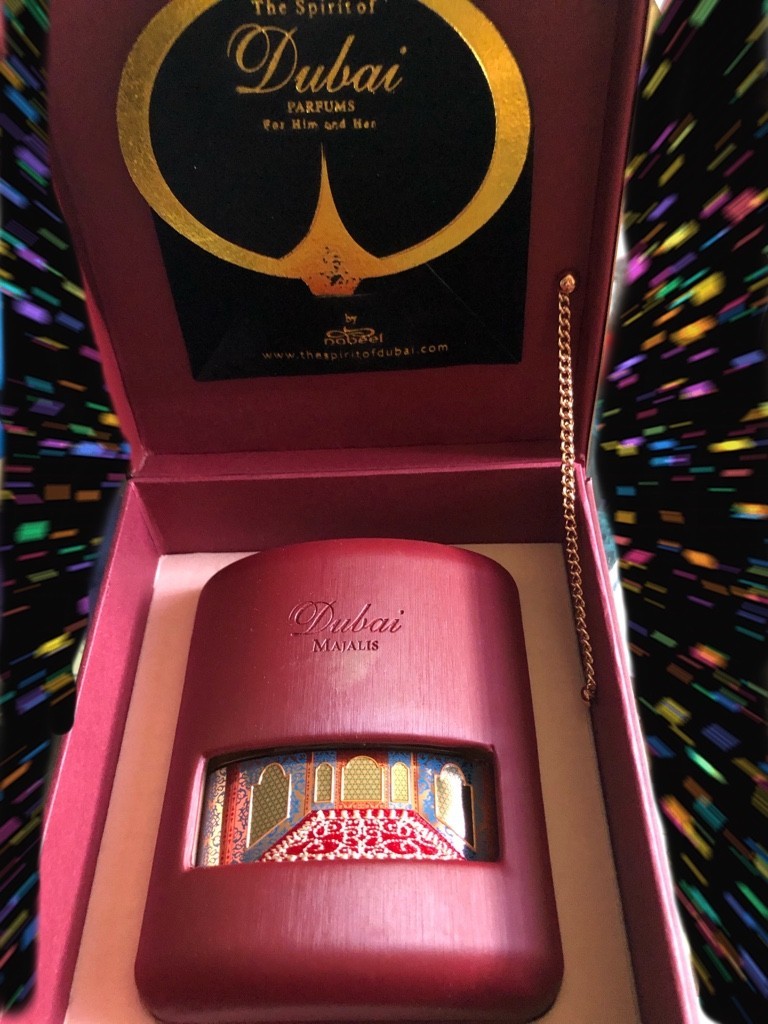 The Spirit of
Dubai
PARFUMS
For Him and Her
by
nabeel
www.thespiritofdubai.com
Dubai
MAJALIS